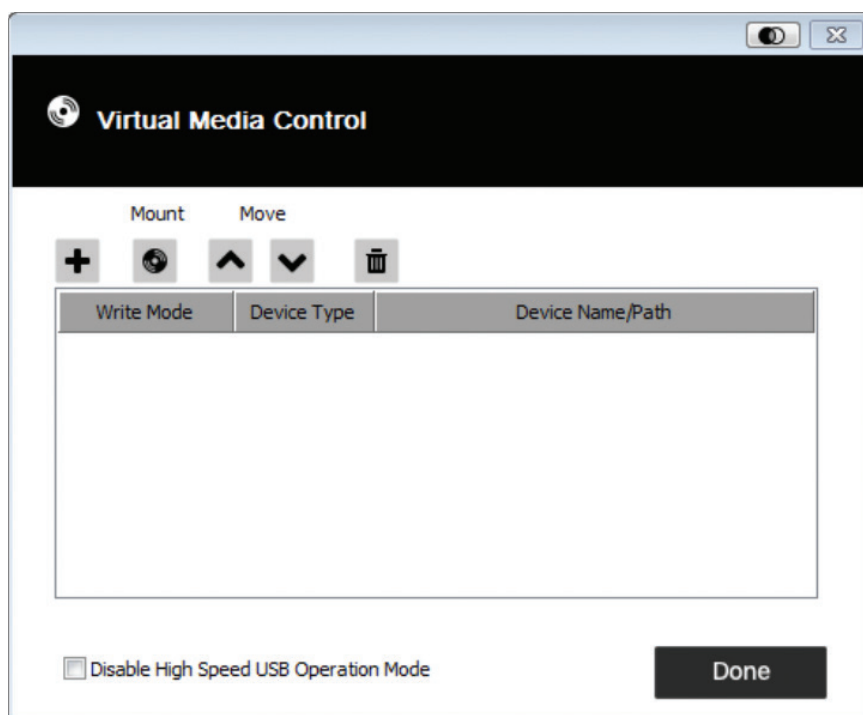 Virtual Media Control
Mount Move
Write Mode Device Type Device Name/Path
Disable High Speed USB Operation Mode Done